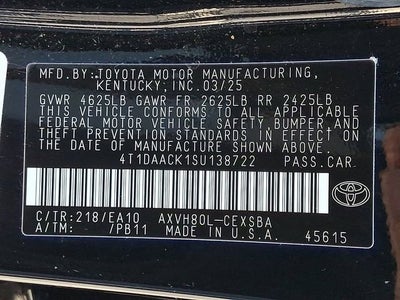 MFD.BY:TOYOTA MOTOR MANUFACTURING,
KENTUCKY,INC.03/25
GVWR 4625LB GAWR FR 2625LB RR 2425LB
THIS VEHICLE CONFORMS TO ALL APPLICABLE
FEDERAL MOTOR VEHICLE SAFETY, BUMPER,
AND THEFT PREVENTION STANDARDS IN EFFECT
ON THE DATE OF MANUFACTURE SHOWN ABOVE.
4T1DAACK1SU138722 PASS.CAR
C/TR:218/EA10 AXVH80L-CEXSBA
A/TM: /PB11 MADE IN U.S.A. 45615